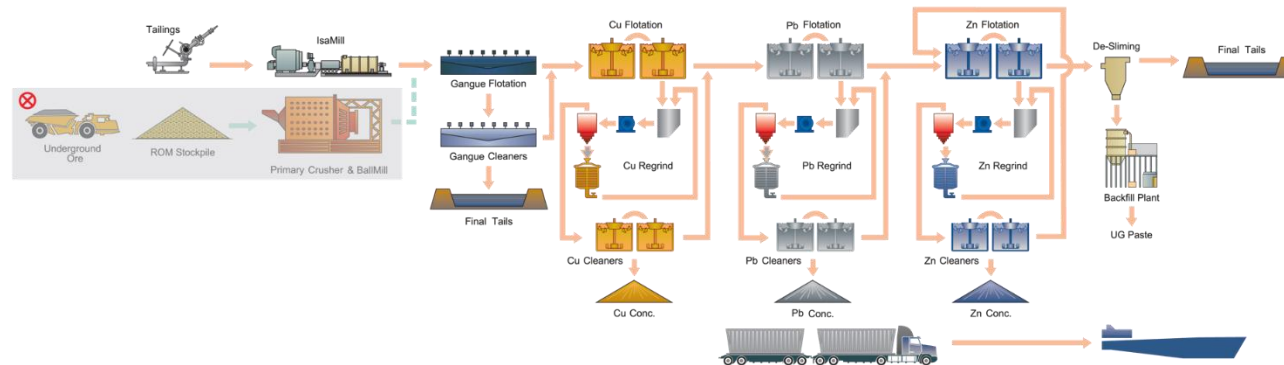 Tailings
IsaMill
Gangue Flotation
Cu Flotation
Pb Flotation
Zn Flotation
De-Sliming
Final Tails
Underground
Ore
ROM Stockpile
Primary Crusher & BallMill
Gangue Cleaners
Final Tails
Cu Regrind
Pb Regrind
Zn Regrind
Backfill Plant
UG Paste
Cu Cleaners
Pb Cleaners
Zn Cleaners
Cu Conc.
Pb Conc.
Zn Conc.